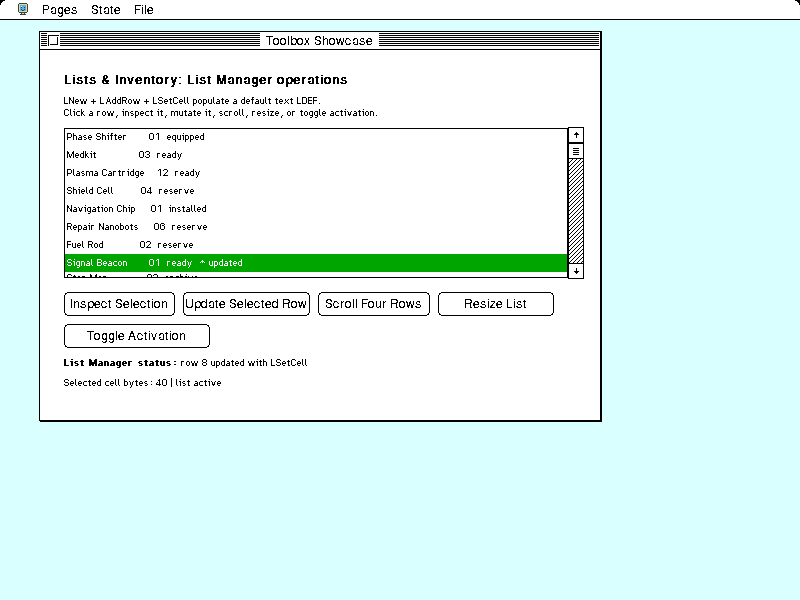 Pages State File
Toolbox Showcase
Lists & Inventory: List Manager operations
LNew + LAddRow + LSetCell populate a default text LDEF.
Click a row, inspect it, mutate it, scroll, resize, or toggle activation.
Phase Shifter 01 equipped
Medkit 03 ready
Plasma Cartridge 12 ready
Shield Cell 04 reserve
Navigation Chip 01 installed
Repair Nanobots 06 reserve
Fuel Rod 02 reserve
Signal Beacon 01 ready * updated
Inspect Selection Update Selected Row Scroll Four Rows Resize List
Toggle Activation
List Manager status: row 8 updated with LSetCell
Selected cell bytes: 40 | list active